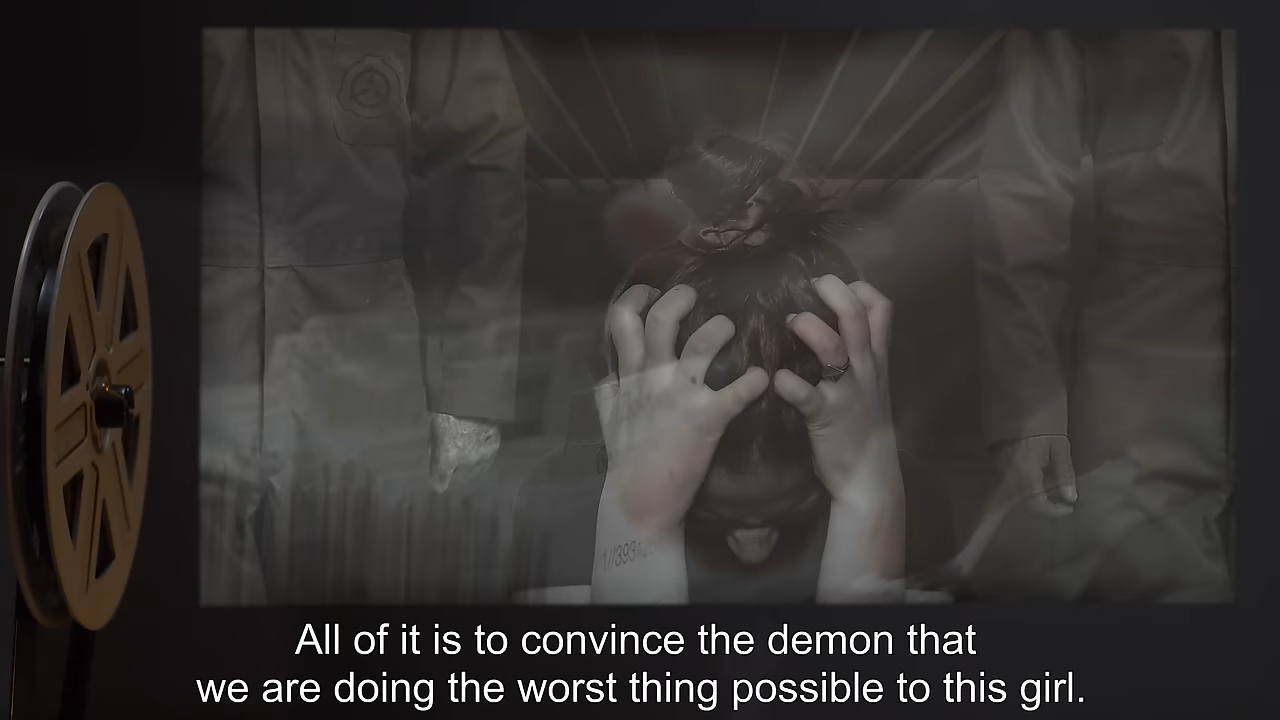 All of it is to convince the demon that
we are doing the worst thing possible to this girl.